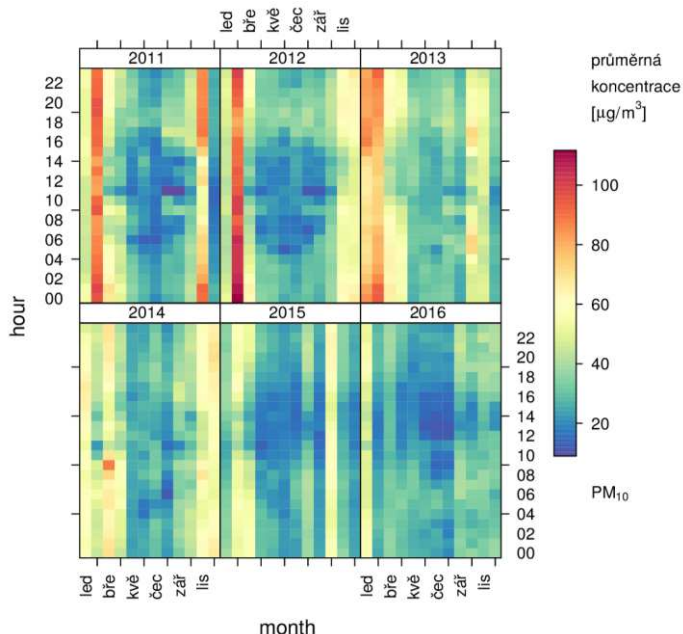 led
bře
kvě
čec
zář
lis
2011
2012
2013
průměrná
koncentrace
[µg/m³]
22
20
18
16
14
12
10
08
06
04
02
00
100
80
60
40
20
PM₁₀
hour
2014
2015
2016
22
20
18
16
14
12
10
08
06
04
02
00
led
bře
kvě
čec
zář
lis
led
bře
kvě
čec
zář
lis
month